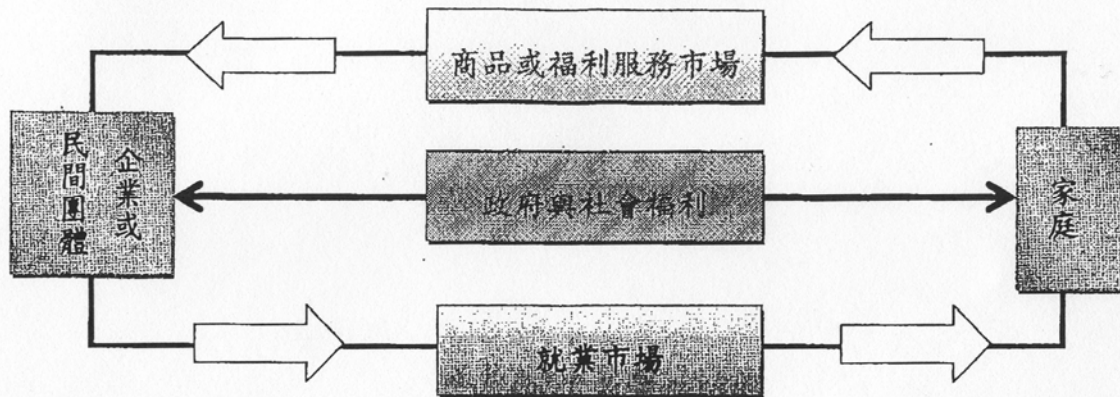 商品或福利服務市場
企業或
民間團體
政府與社會福利
家庭
就業市場